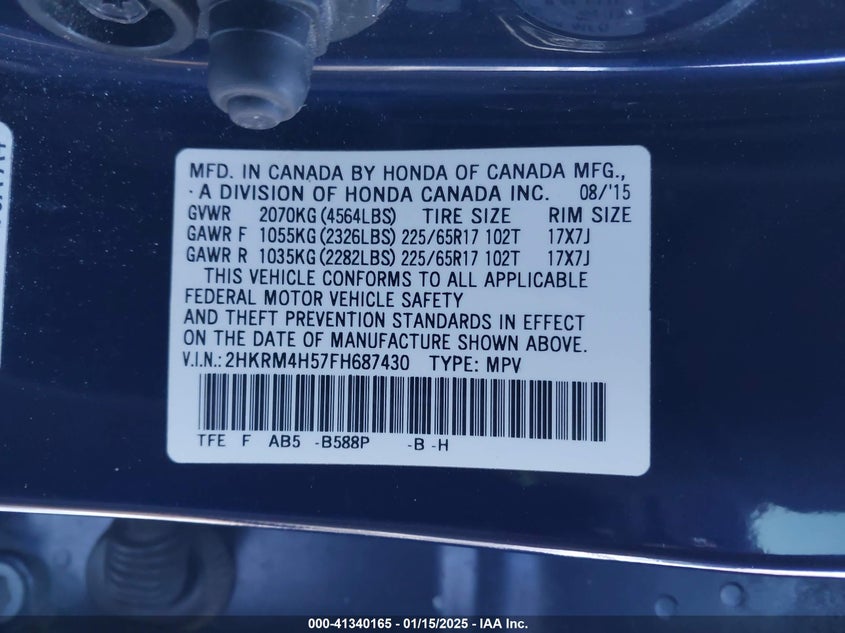 MFD. IN CANADA BY HONDA OF CANADA MFG.,
A DIVISION OF HONDA CANADA INC. 08/'15
GVWR 2070KG (4564LBS) TIRE SIZE RIM SIZE
GAWR F 1055KG (2326LBS) 225/65R17 102T 17X7J
GAWR R 1035KG (2282LBS) 225/65R17 102T 17X7J
THIS VEHICLE CONFORMS TO ALL APPLICABLE
FEDERAL MOTOR VEHICLE SAFETY
AND THEFT PREVENTION STANDARDS IN EFFECT
ON THE DATE OF MANUFACTURE SHOWN ABOVE.
V.I.N.: 2HKRM4H57FH687430 TYPE: MPV
TFE F AB5 -B588P -B -H
000-41340165 - 01/15/2025 - IAA Inc.